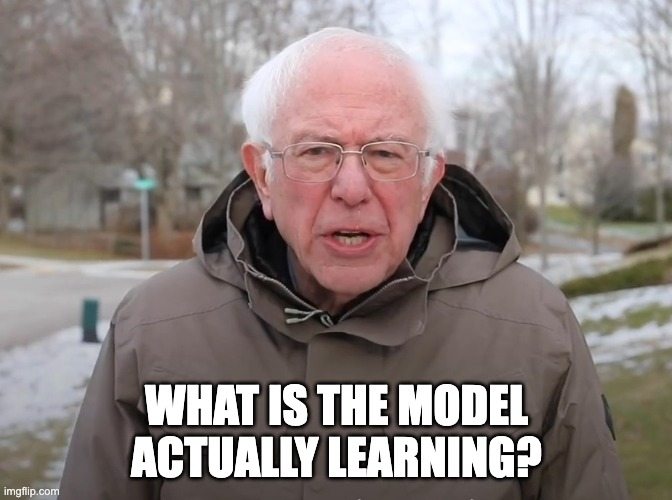 WHAT IS THE MODEL
ACTUALLY LEARNING?
imgflip.com